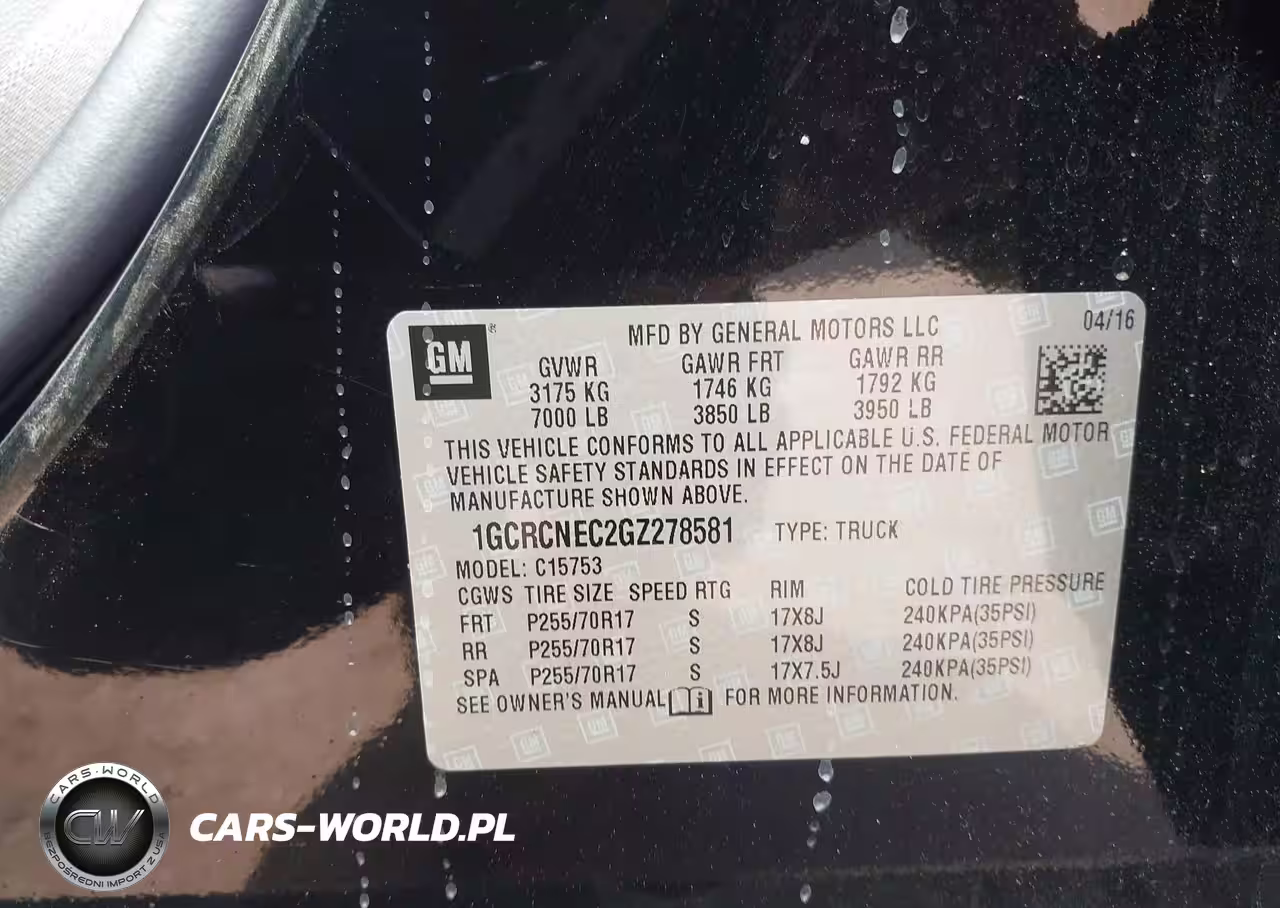 GM
®
MFD BY GENERAL MOTORS LLC
04/16
GVWR GAWR FRT GAWR RR
3175 KG 1746 KG 1792 KG
7000 LB 3850 LB 3950 LB
THIS VEHICLE CONFORMS TO ALL APPLICABLE U.S. FEDERAL MOTOR
VEHICLE SAFETY STANDARDS IN EFFECT ON THE DATE OF
MANUFACTURE SHOWN ABOVE.
1GCRCNEC2GZ278581 TYPE: TRUCK
MODEL: C15753
CGWS TIRE SIZE SPEED RTG RIM COLD TIRE PRESSURE
FRT P255/70R17 S 17X8J 240KPA(35PSI)
RR P255/70R17 S 17X8J 240KPA(35PSI)
SPA P255/70R17 S 17X7.5J 240KPA(35PSI)
SEE OWNER'S MANUAL i FOR MORE INFORMATION.
CARS-WORLD
CW
BEZPOŚREDNI IMPORT Z USA
CARS-WORLD.PL